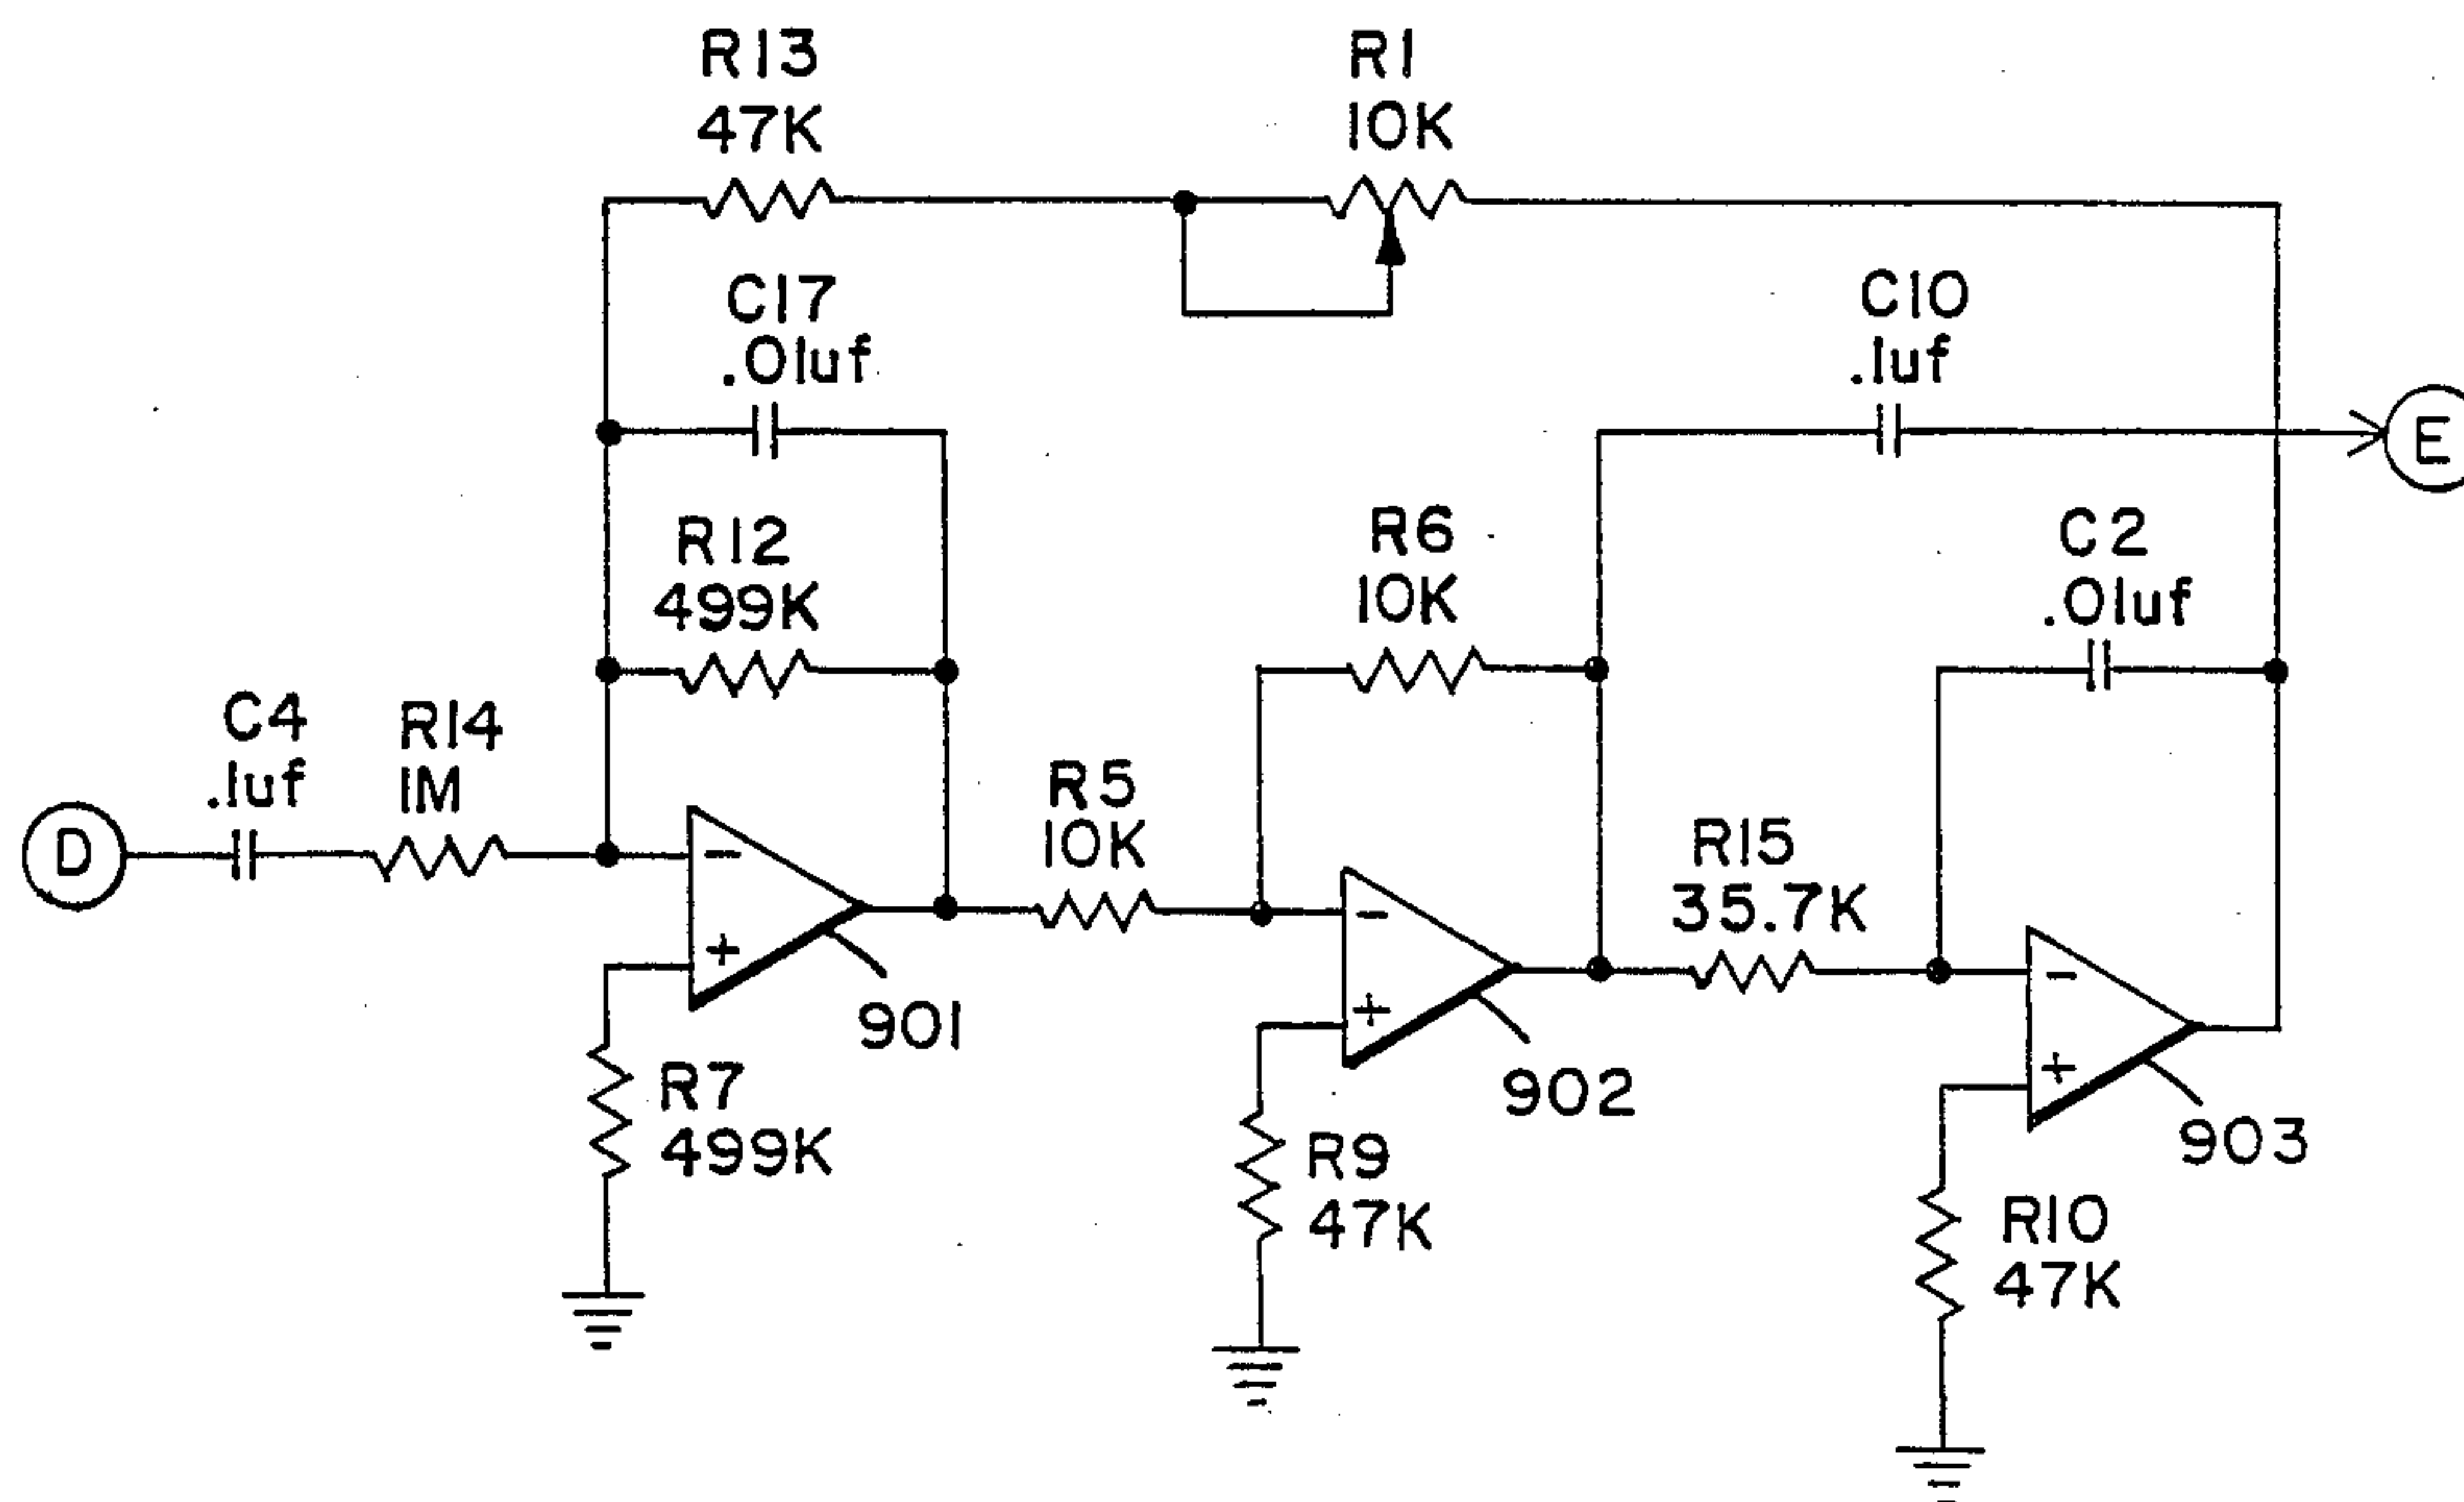 R13
47K
R1
10K
C17
.01uf
C10
.1uf
E
R12
499K
R6
10K
C2
.01uf
C4
.1uf
R14
1M
D
−
+
901
R5
10K
−
+
902
R15
35.7K
−
+
903
R7
499K
R9
47K
R10
47K